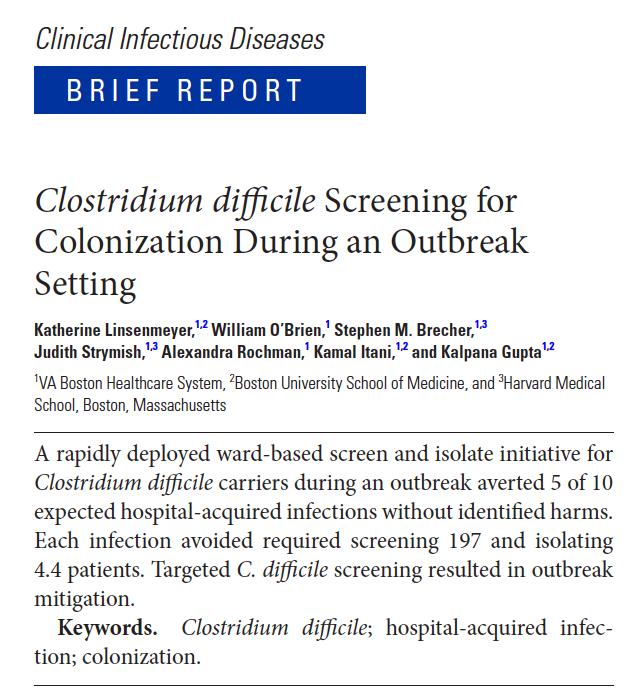 Clinical Infectious Diseases
BRIEF REPORT
Clostridium difficile Screening for
Colonization During an Outbreak
Setting
Katherine Linsenmeyer,1,2 William O’Brien,1 Stephen M. Brecher,1,3
Judith Strymish,1,3 Alexandra Rochman,1 Kamal Itani,1,2 and Kalpana Gupta1,2
1VA Boston Healthcare System, 2Boston University School of Medicine, and 3Harvard Medical
School, Boston, Massachusetts
A rapidly deployed ward-based screen and isolate initiative for
Clostridium difficile carriers during an outbreak averted 5 of 10
expected hospital-acquired infections without identified harms.
Each infection avoided required screening 197 and isolating
4.4 patients. Targeted C. difficile screening resulted in outbreak
mitigation.
Keywords. Clostridium difficile; hospital-acquired infec-
tion; colonization.